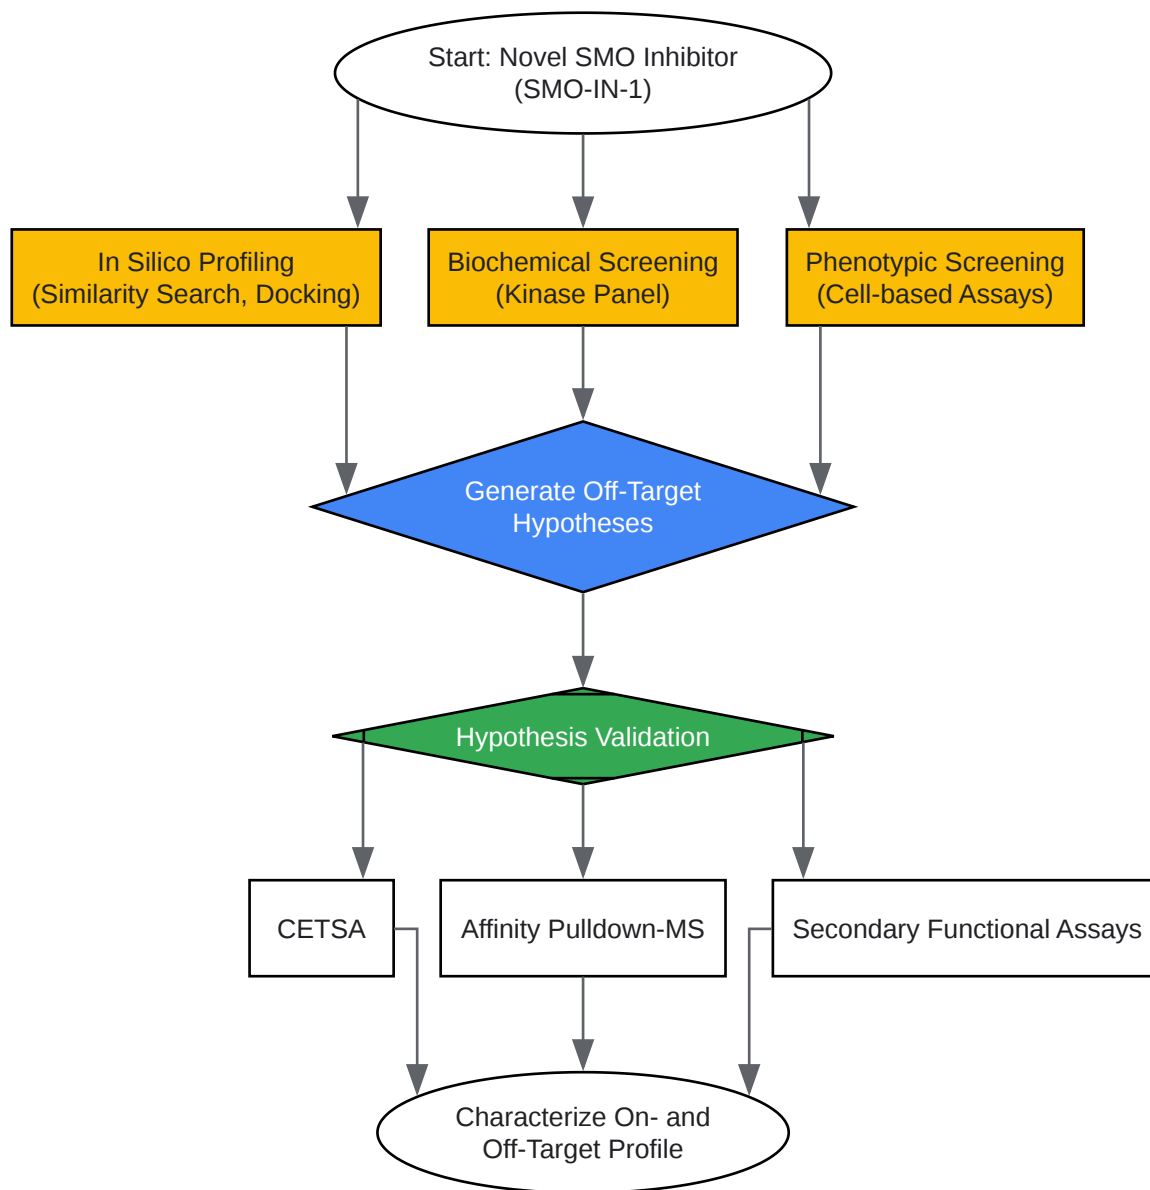 Start: Novel SMO Inhibitor
(SMO-IN-1)
In Silico Profiling
(Similarity Search, Docking)
Biochemical Screening
(Kinase Panel)
Phenotypic Screening
(Cell-based Assays)
Generate Off-Target
Hypotheses
Hypothesis Validation
CETSA
Affinity Pulldown-MS
Secondary Functional Assays
Characterize On- and
Off-Target Profile